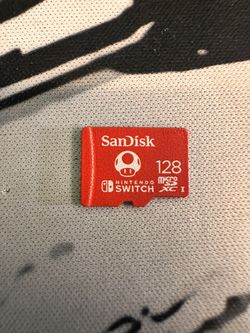 SanDisk
128
NINTENDO
SWITCH
micro
SD
XC I